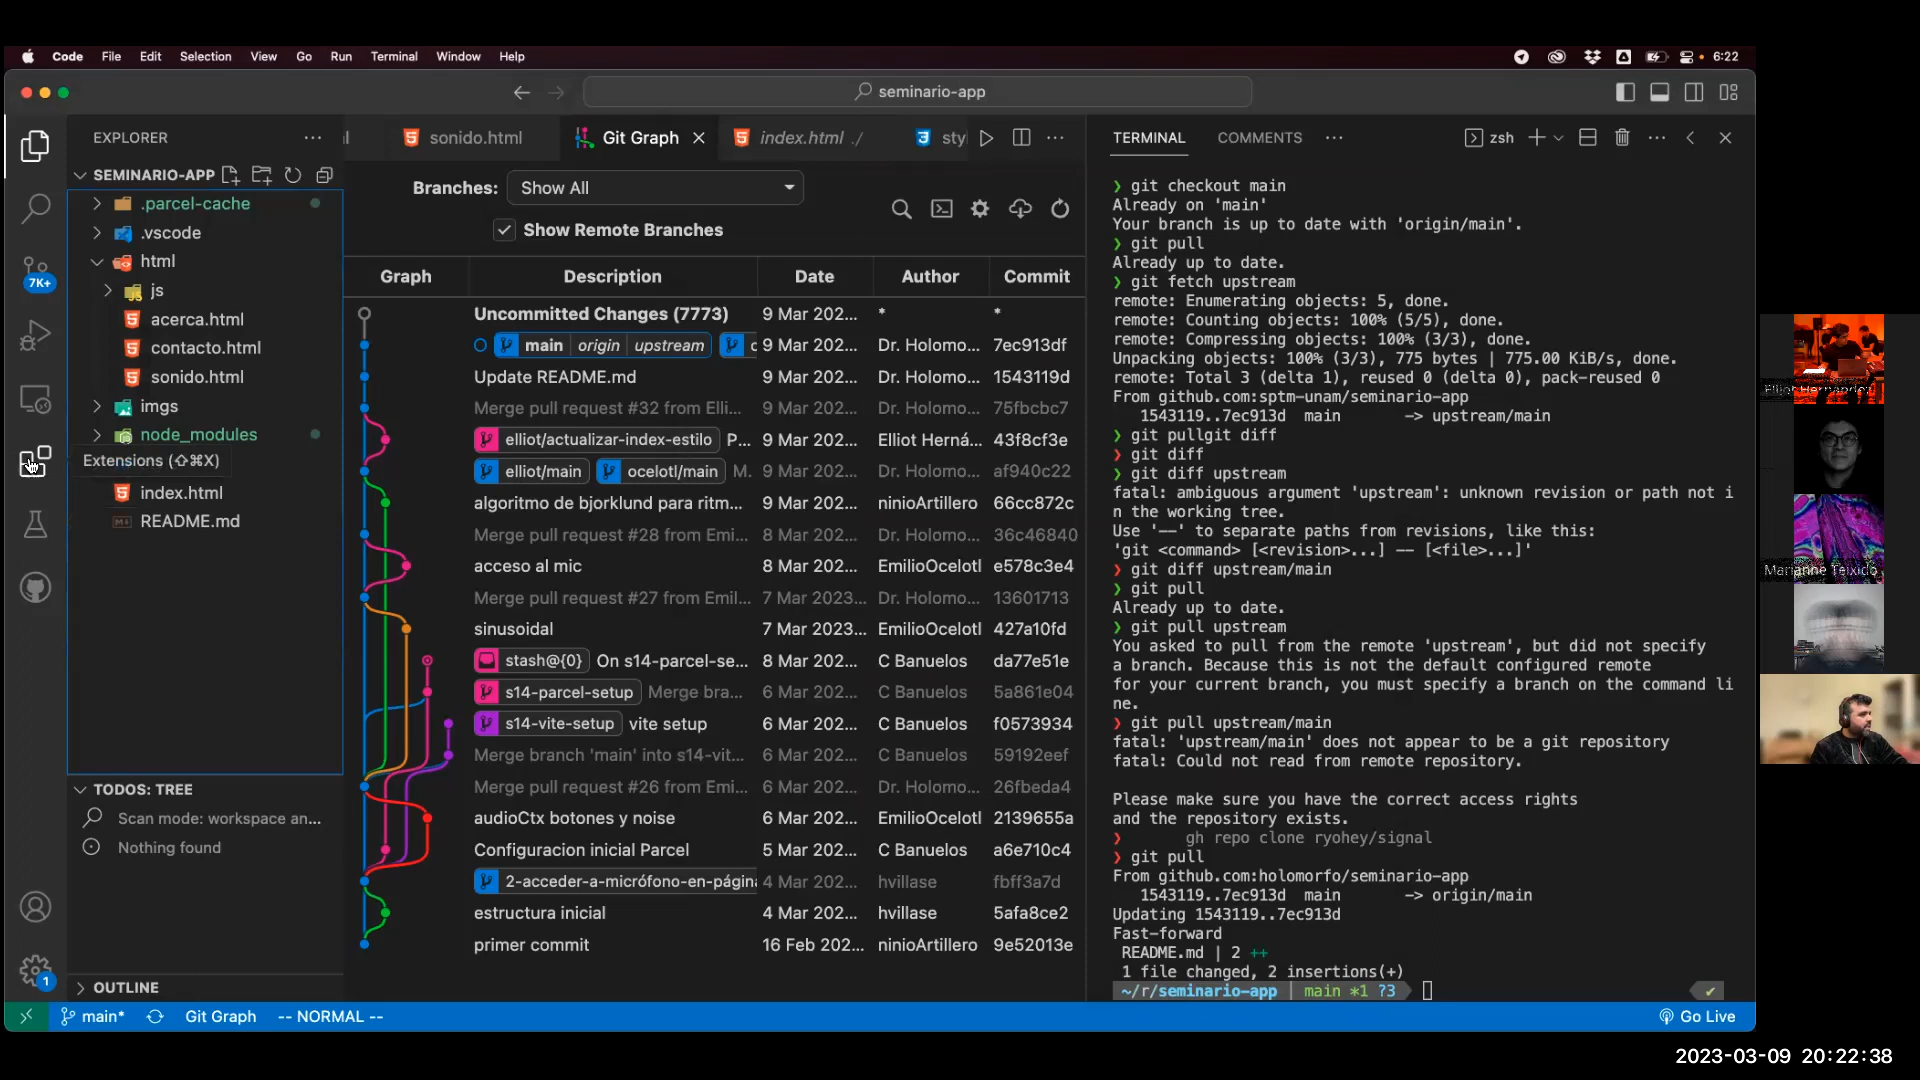 Code File Edit Selection View Go Run Terminal Window Help 6:22
seminario-app
EXPLORER
SEMINARIO-APP
.parcel-cache
.vscode
html
js
acerca.html
contacto.html
sonido.html
imgs
node_modules
Extensions (⇧⌘X)
index.html
README.md
7K+
TODOS: TREE
Scan mode: workspace an...
Nothing found
OUTLINE
1
sonido.html Git Graph index.html ./ sty
Branches: Show All
Show Remote Branches
Graph Description Date Author Commit
Uncommitted Changes (7773) 9 Mar 202... * *
main origin upstream 9 Mar 202... Dr. Holomo... 7ec913df
Update README.md 9 Mar 202... Dr. Holomo... 1543119d
Merge pull request #32 from Elli... 9 Mar 202... Dr. Holomo... 75fbcbc7
elliot/actualizar-index-estilo P... 9 Mar 202... Elliot Herná... 43f8cf3e
elliot/main ocelotl/main M. 9 Mar 202... Dr. Holomo... af940c22
algoritmo de bjorklund para ritm... 9 Mar 202... ninioArtillero 66cc872c
Merge pull request #28 from Emi... 8 Mar 202... Dr. Holomo... 36c46840
acceso al mic 8 Mar 202... EmilioOcelotl e578c3e4
Merge pull request #27 from Emil... 7 Mar 2023... Dr. Holomo... 13601713
sinusoidal 7 Mar 2023... EmilioOcelotl 427a10fd
stash@{0} On s14-parcel-se... 8 Mar 202... C Banuelos da77e51e
s14-parcel-setup Merge bra... 6 Mar 202... C Banuelos 5a861e04
s14-vite-setup vite setup 6 Mar 202... C Banuelos f0573934
Merge branch 'main' into s14-vit... 6 Mar 202... C Banuelos 59192eef
Merge pull request #26 from Emi... 6 Mar 202... Dr. Holomo... 26fbeda4
audioCtx botones y noise 6 Mar 202... EmilioOcelotl 2139655a
Configuracion inicial Parcel 5 Mar 202... C Banuelos a6e710c4
2-acceder-a-micrófono-en-página 4 Mar 202... hvillase fbff3a7d
estructura inicial 4 Mar 202... hvillase 5afa8ce2
primer commit 16 Feb 202... ninioArtillero 9e52013e
TERMINAL COMMENTS zsh
❯ git checkout main
Already on 'main'
Your branch is up to date with 'origin/main'.
❯ git pull
Already up to date.
❯ git fetch upstream
remote: Enumerating objects: 5, done.
remote: Counting objects: 100% (5/5), done.
remote: Compressing objects: 100% (3/3), done.
Unpacking objects: 100% (3/3), 775 bytes | 775.00 KiB/s, done.
remote: Total 3 (delta 1), reused 0 (delta 0), pack-reused 0
From github.com:sptm-unam/seminario-app
1543119..7ec913d main -> upstream/main
❯ git pullgit diff
❯ git diff
❯ git diff upstream
fatal: ambiguous argument 'upstream': unknown revision or path not i
n the working tree.
Use '--' to separate paths from revisions, like this:
'git <command> [<revision>...] -- [<file>...]'
❯ git diff upstream/main
❯ git pull
Already up to date.
❯ git pull upstream
You asked to pull from the remote 'upstream', but did not specify
a branch. Because this is not the default configured remote
for your current branch, you must specify a branch on the command li
ne.
❯ git pull upstream/main
fatal: 'upstream/main' does not appear to be a git repository
fatal: Could not read from remote repository.
Please make sure you have the correct access rights
and the repository exists.
❯ gh repo clone ryohey/signal
❯ git pull
From github.com:holomorfo/seminario-app
1543119..7ec913d main -> origin/main
Updating 1543119..7ec913d
Fast-forward
README.md | 2 ++
1 file changed, 2 insertions(+)
~/r/seminario-app | main *1 ?3
main* Git Graph -- NORMAL -- Go Live
Elliot Hernández
Marianne Teixido
2023-03-09 20:22:38